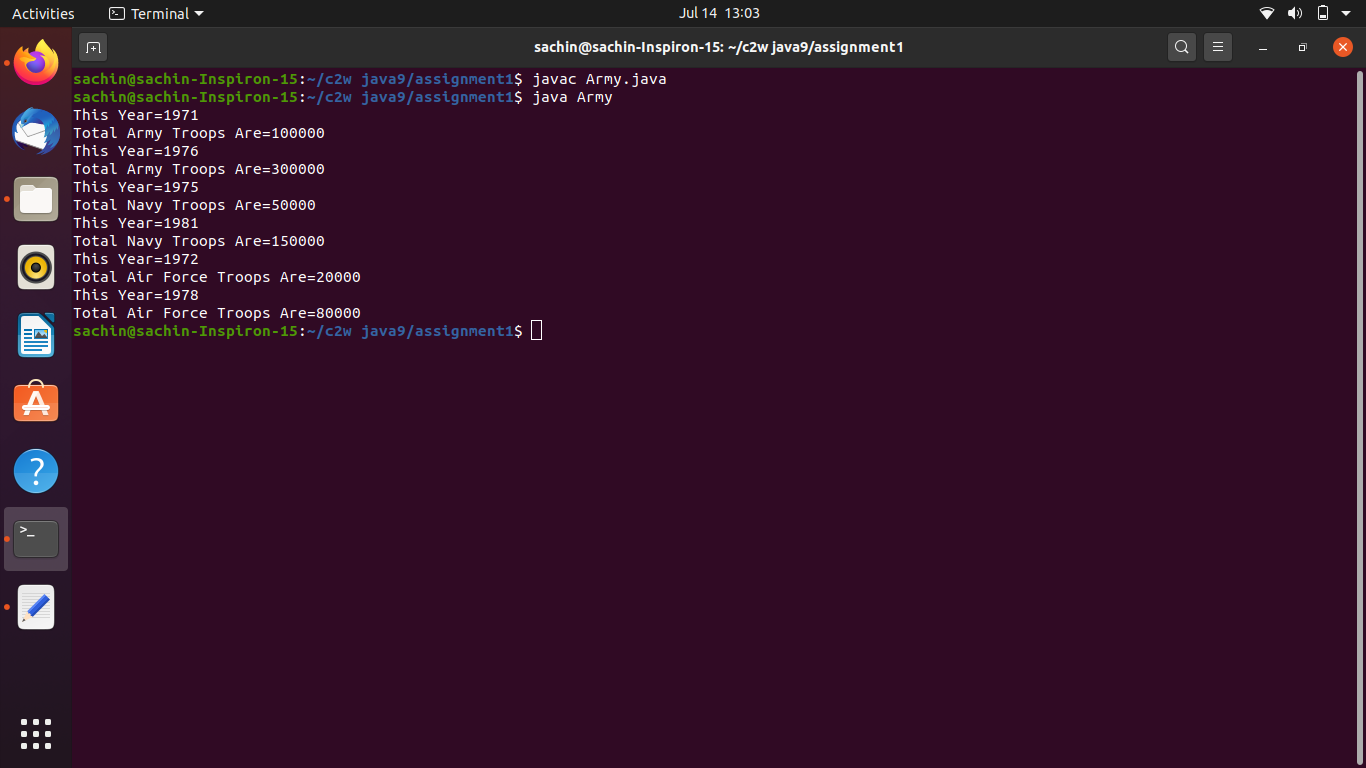 Activities
Terminal
Jul 14 13:03
sachin@sachin-Inspiron-15: ~/c2w java9/assignment1
sachin@sachin-Inspiron-15:~/c2w java9/assignment1$ javac Army.java
sachin@sachin-Inspiron-15:~/c2w java9/assignment1$ java Army
This Year=1971
Total Army Troops Are=100000
This Year=1976
Total Army Troops Are=300000
This Year=1975
Total Navy Troops Are=50000
This Year=1981
Total Navy Troops Are=150000
This Year=1972
Total Air Force Troops Are=20000
This Year=1978
Total Air Force Troops Are=80000
sachin@sachin-Inspiron-15:~/c2w java9/assignment1$